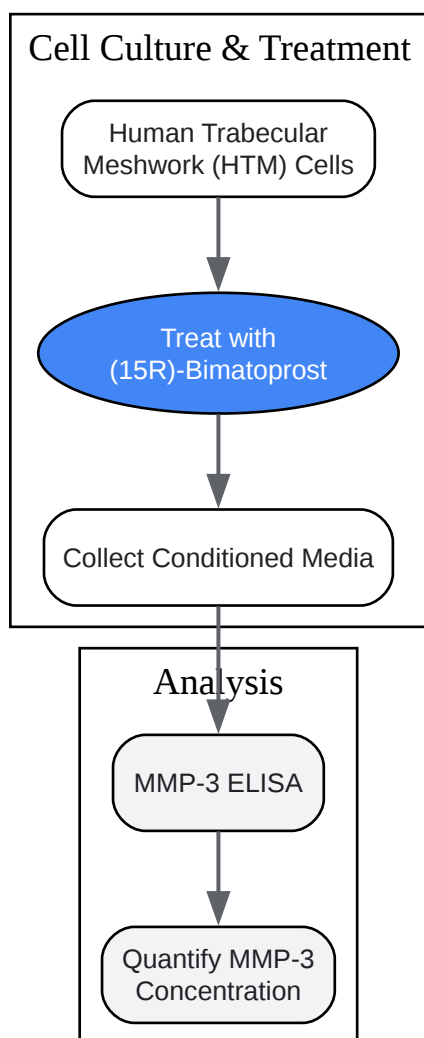 Cell Culture & Treatment
Human Trabecular
Meshwork (HTM) Cells
Treat with
(15R)-Bimatoprost
Collect Conditioned Media
Analysis
MMP-3 ELISA
Quantify MMP-3
Concentration